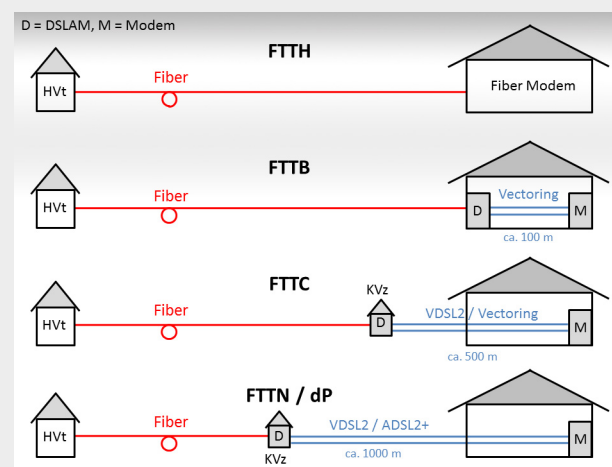 D = DSLAM, M = Modem
FTTH
HVt
Fiber
Fiber Modem
FTTB
HVt
Fiber
D
Vectoring
M
ca. 100 m
FTTC
HVt
Fiber
KVz
D
VDSL2 / Vectoring
M
ca. 500 m
FTTN / dP
HVt
Fiber
D
KVz
VDSL2 / ADSL2+
M
ca. 1000 m